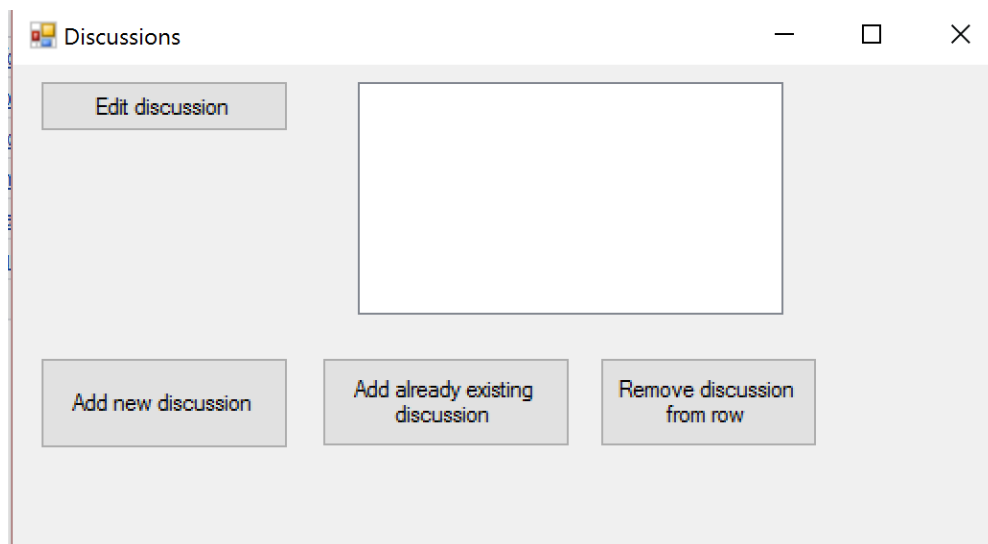 Discussions
Edit discussion
Add new discussion
Add already existing
discussion
Remove discussion
from row